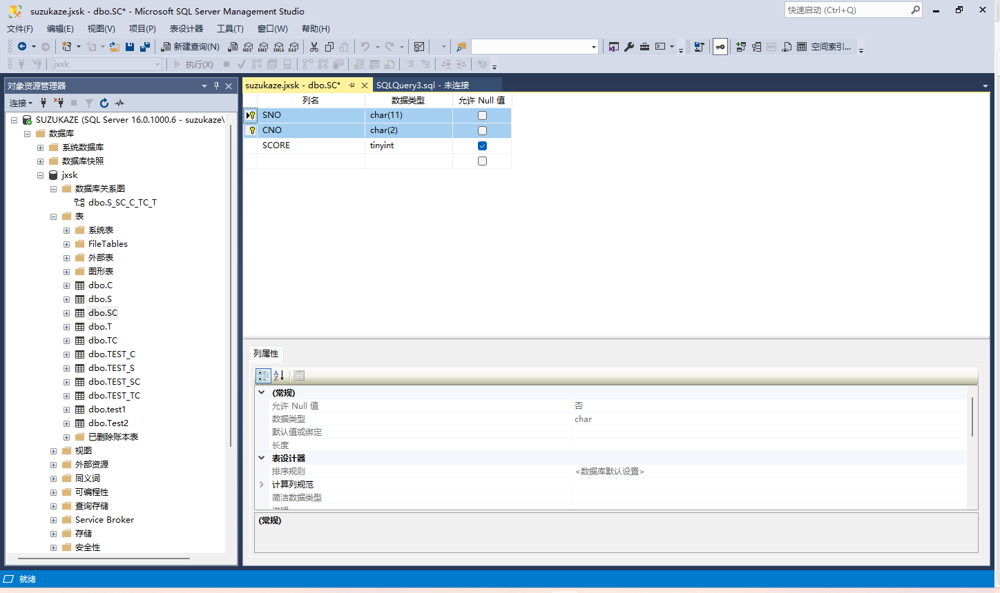 suzukaze.jxsk - dbo.SC* - Microsoft SQL Server Management Studio
快速启动 (Ctrl+Q)
文件(F) 编辑(E) 视图(V) 项目(P) 表设计器 工具(T) 窗口(W) 帮助(H)
新建查询(N) MDX DMX XMLA DAX 空间索引...
jxsk 执行(X)
对象资源管理器
连接
SUZUKAZE (SQL Server 16.0.1000.6 - suzukaze\
数据库
系统数据库
数据库快照
jxsk
数据库关系图
dbo.S_SC_C_TC_T
表
系统表
FileTables
外部表
图形表
dbo.C
dbo.S
dbo.SC
dbo.T
dbo.TC
dbo.TEST_C
dbo.TEST_S
dbo.TEST_SC
dbo.TEST_TC
dbo.test1
dbo.Test2
已删除账本表
视图
外部资源
同义词
可编程性
查询存储
Service Broker
存储
安全性
suzukaze.jxsk - dbo.SC* SQLQuery3.sql - 未连接
列名 数据类型 允许 Null 值
SNO char(11)
CNO char(2)
SCORE tinyint
列属性
(常规)
允许 Null 值 否
数据类型 char
默认值或绑定
长度
表设计器
排序规则 <数据库默认设置>
计算列规范
简洁数据类型
(常规)
就绪